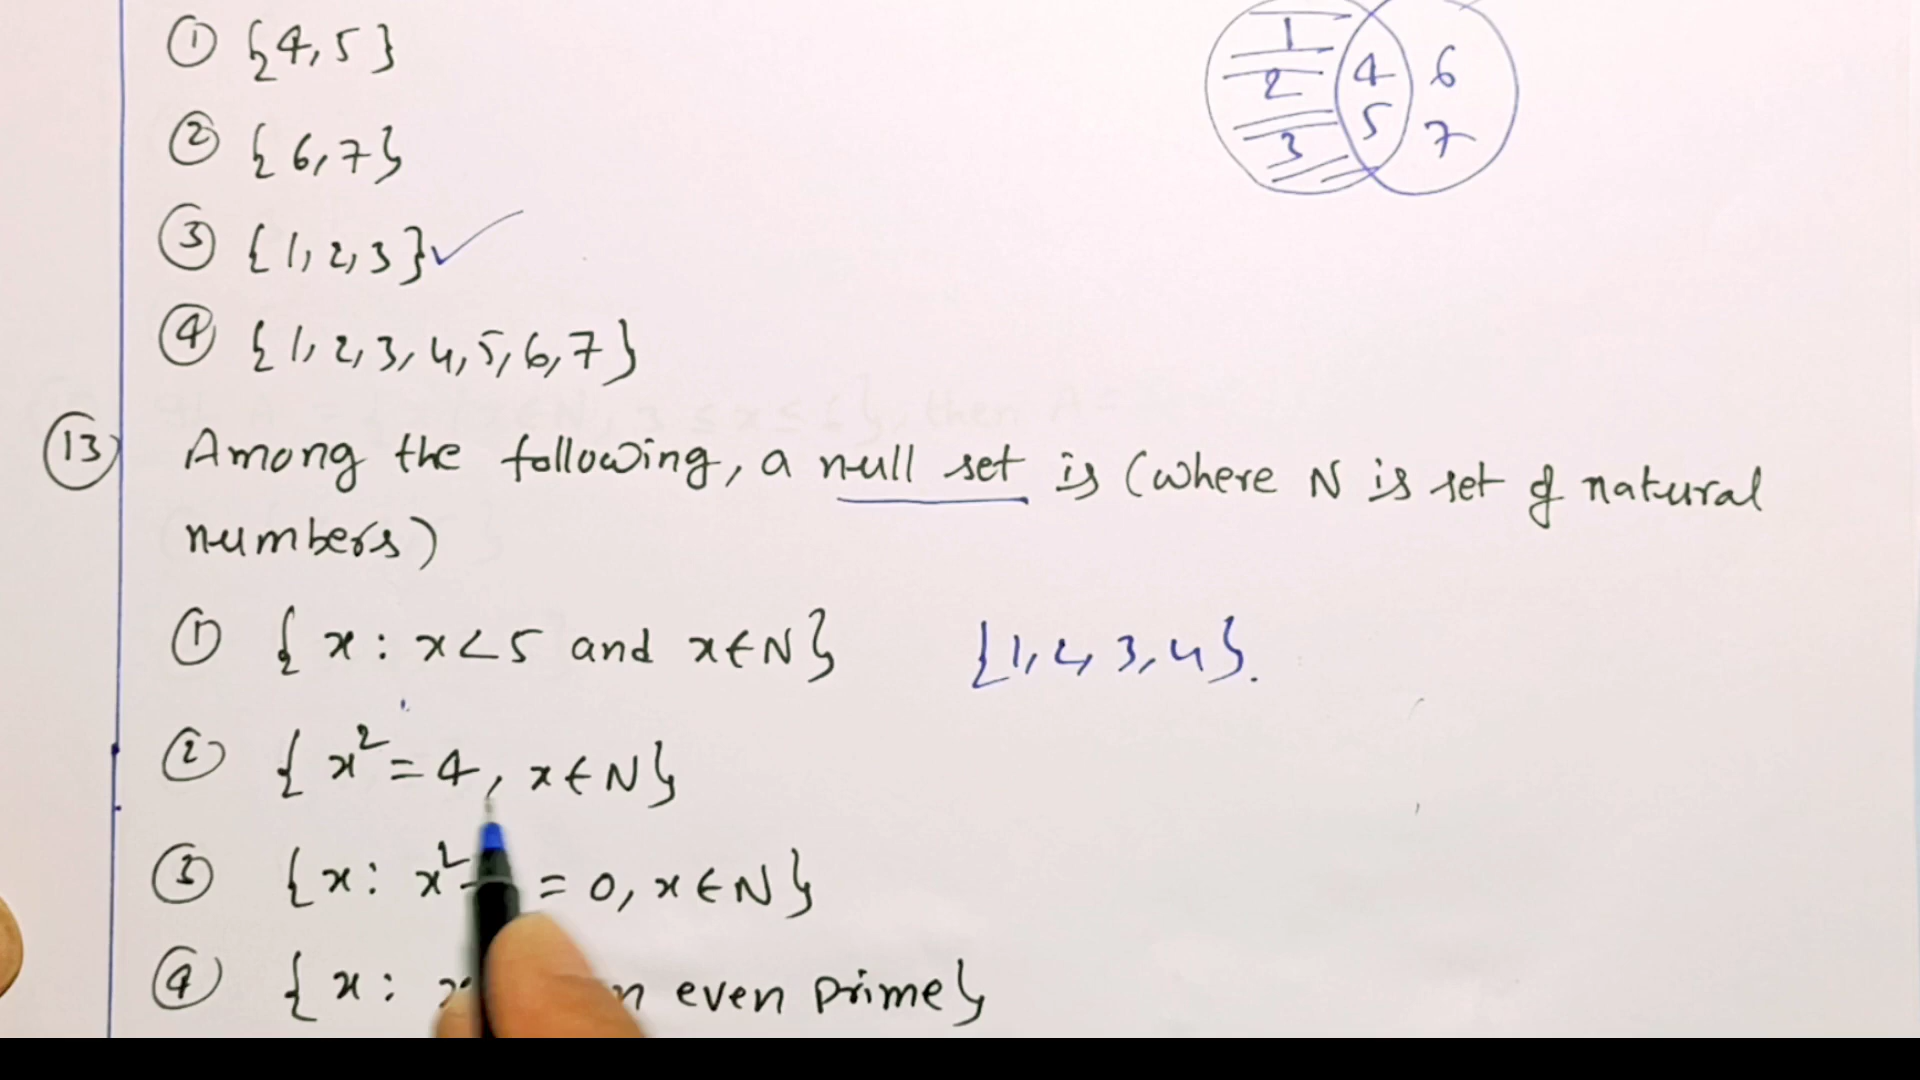 ① {4,5}
② {6,7}
③ {1,2,3}✓
④ {1,2,3,4,5,6,7}
1
2
3
4
5
6
7
⑬ Among the following, a null set is (where N is set of natural
numbers)
① { x : x<5 and x∈N} {1,2,3,4}.
② { x²=4, x∈N}
③ {x: x² = 0, x∈N}
④ {x: even prime}